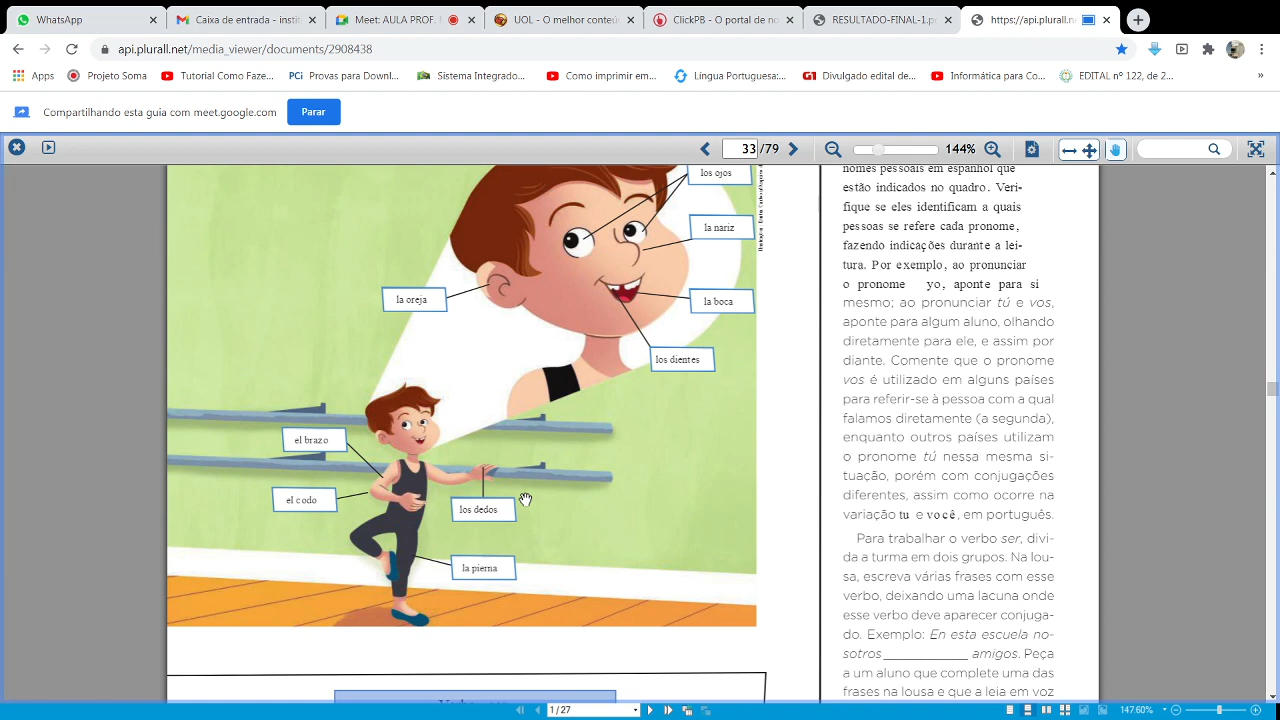 WhatsApp
Caixa de entrada - instit
Meet: AULA PROF. M
UOL - O melhor conteú
ClickPB - O portal de no
RESULTADO-FINAL-1.p
https://api.plurall.ne
api.plurall.net/media_viewer/documents/2908438
Apps
Projeto Soma
Tutorial Como Faze...
PCi Provas para Downl...
Sistema Integrado...
Como imprimir em...
Língua Portuguesa:...
G1 Divulgado edital de...
Informática para Co...
EDITAL nº 122, de 2...
»
Compartilhando esta guia com meet.google.com
Parar
33 /79
144%
los ojos
la nariz
la oreja
la boca
los dientes
el brazo
el codo
los dedos
la pierna
nomes pessoais em espanhol que
estão indicados no quadro. Veri-
fique se eles identificam a quais
pessoas se refere cada pronome,
fazendo indicações durante a lei-
tura. Por exemplo, ao pronunciar
o pronome yo, aponte para si
mesmo; ao pronunciar tú e vos,
aponte para algum aluno, olhando
diretamente para ele, e assim por
diante. Comente que o pronome
vos é utilizado em alguns países
para referir-se à pessoa com a qual
falamos diretamente (a segunda),
enquanto outros países utilizam
o pronome tú nessa mesma si-
tuação, porém com conjugações
diferentes, assim como ocorre na
variação tu e você, em português.
Para trabalhar o verbo ser, divi-
da a turma em dois grupos. Na lou-
sa, escreva várias frases com esse
verbo, deixando uma lacuna onde
esse verbo deve aparecer conjuga-
do. Exemplo: En esta escuela no-
sotros ____________ amigos. Peça
a um aluno que complete uma das
frases na lousa e que a leia em voz
1 / 27
147.60%